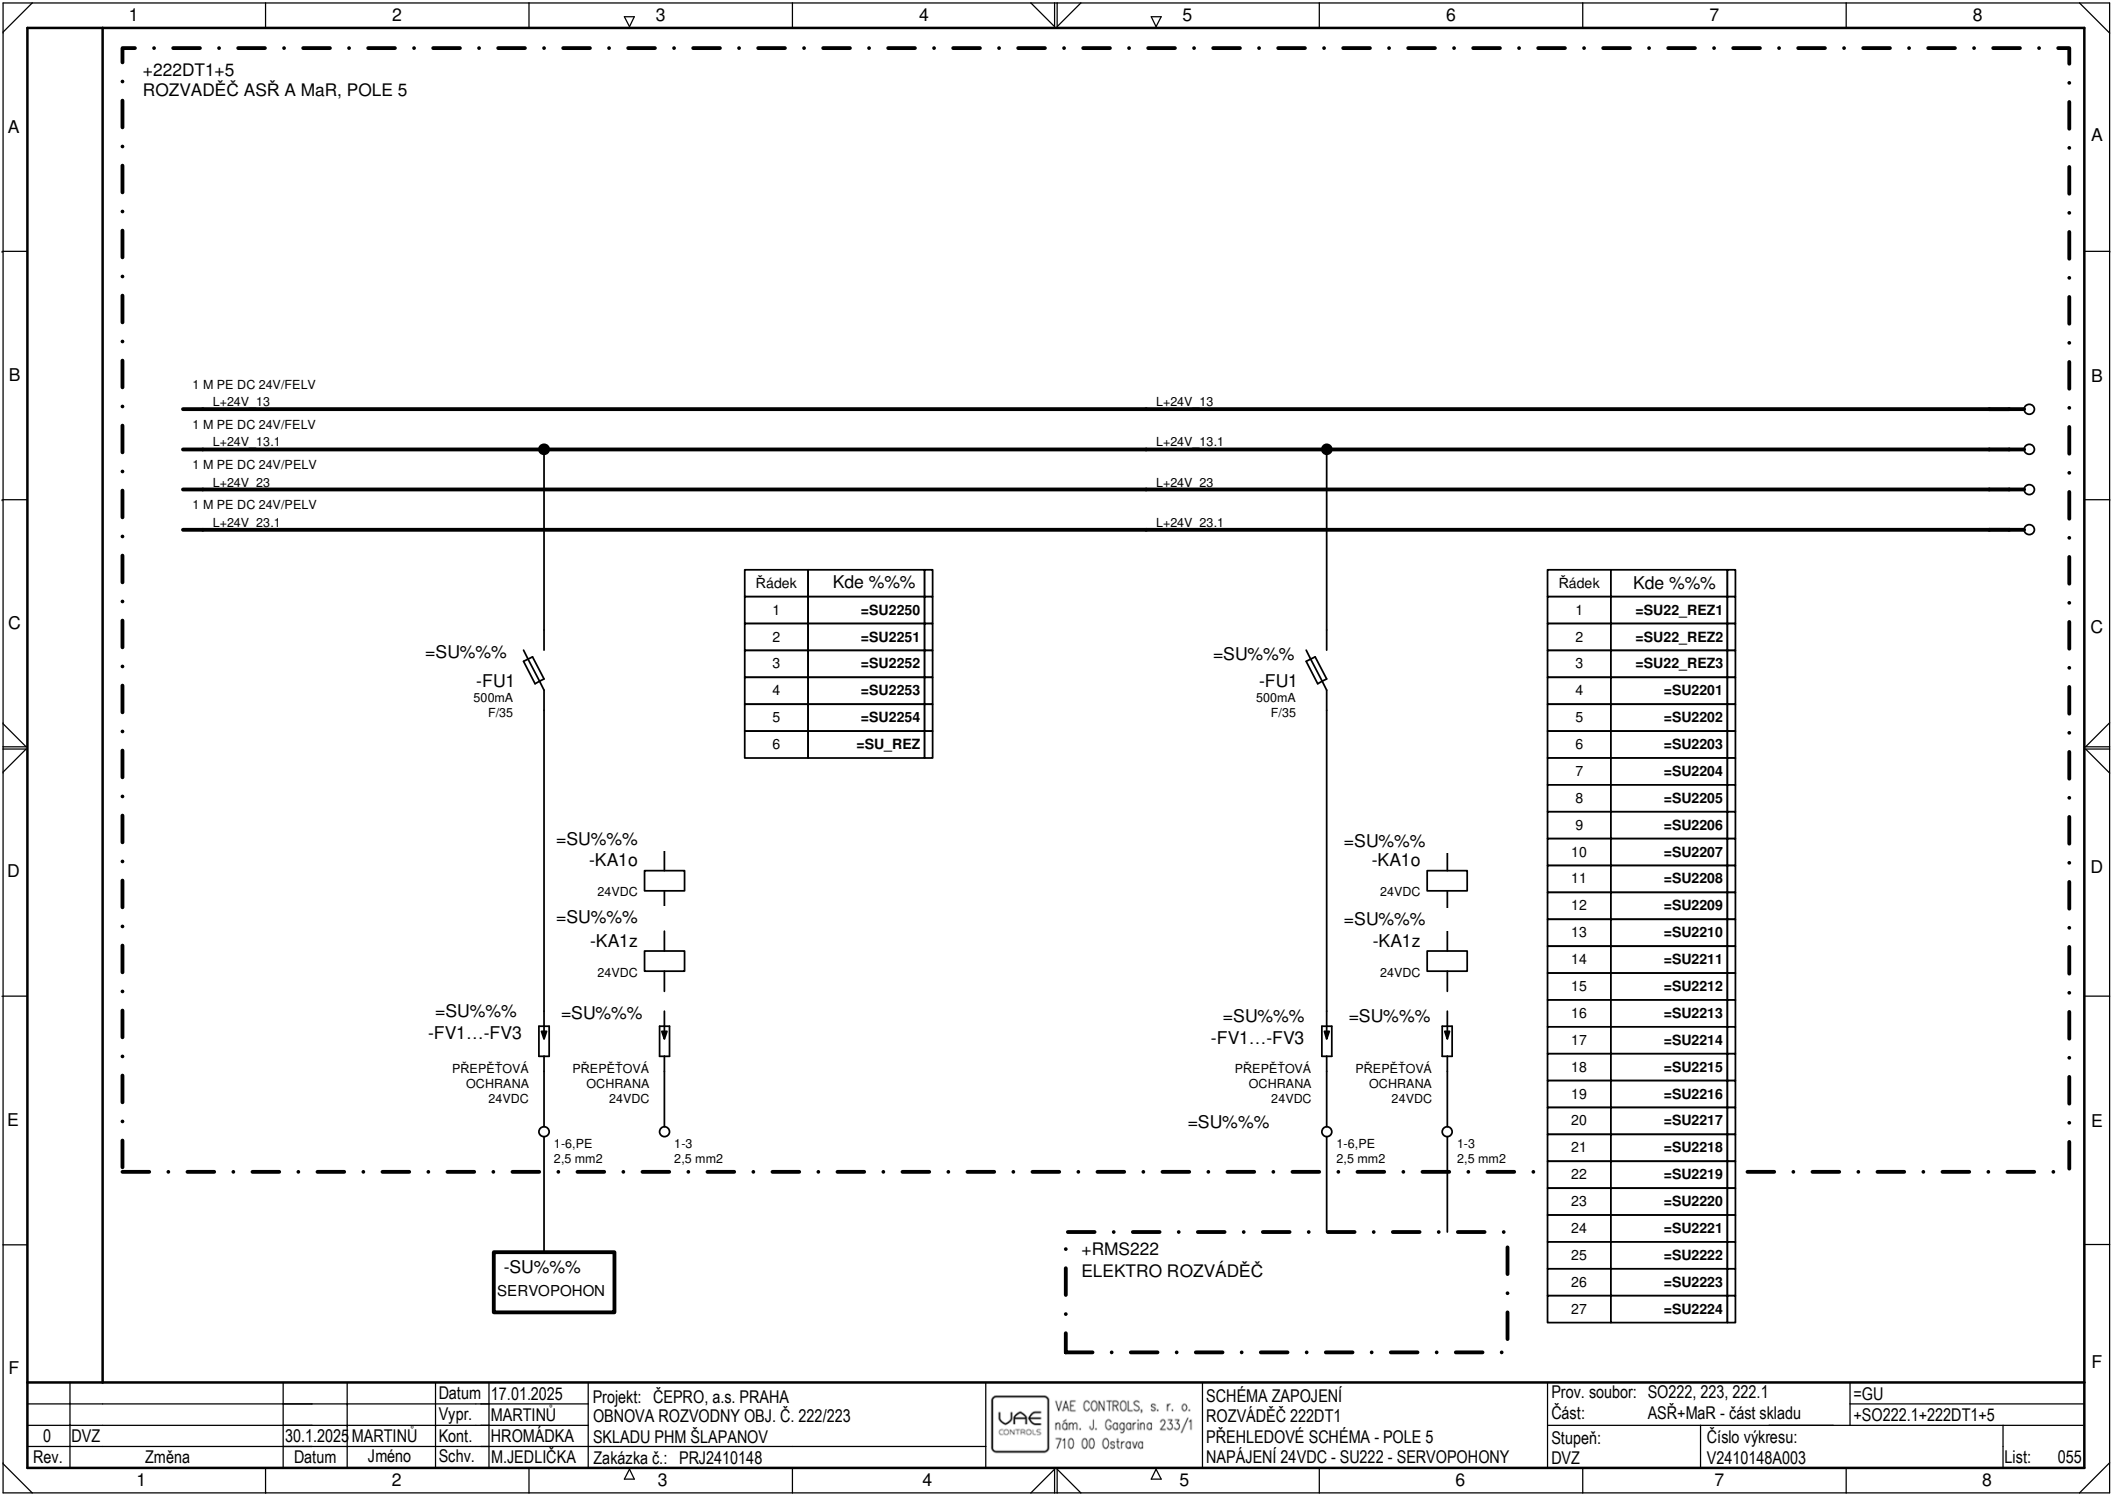 1 2 3 4 5 6 7 8
A A
B B
C C
D D
E E
F F
+222DT1+5
ROZVADĚČ ASŘ A MaR, POLE 5
1 M PE DC 24V/FELV
L+24V_13 L+24V_13
1 M PE DC 24V/FELV
L+24V_13.1 L+24V_13.1
1 M PE DC 24V/PELV
L+24V_23 L+24V_23
1 M PE DC 24V/PELV
L+24V_23.1 L+24V_23.1
=SU%%%
-FU1
500mA
F/35
=SU%%%
-KA1o
24VDC
=SU%%%
-KA1z
24VDC
=SU%%% =SU%%%
-FV1...-FV3
PŘEPĚŤOVÁ PŘEPĚŤOVÁ
OCHRANA OCHRANA
24VDC 24VDC
1-6,PE 1-3
2,5 mm2 2,5 mm2
-SU%%%
SERVOPOHON
Řádek Kde %%%
1 =SU2250
2 =SU2251
3 =SU2252
4 =SU2253
5 =SU2254
6 =SU_REZ
=SU%%%
-FU1
500mA
F/35
=SU%%%
-KA1o
24VDC
=SU%%%
-KA1z
24VDC
=SU%%% =SU%%%
-FV1...-FV3
PŘEPĚŤOVÁ PŘEPĚŤOVÁ
OCHRANA OCHRANA
24VDC 24VDC
=SU%%%
1-6,PE 1-3
2,5 mm2 2,5 mm2
+RMS222
ELEKTRO ROZVÁDĚČ
Řádek Kde %%%
1 =SU22_REZ1
2 =SU22_REZ2
3 =SU22_REZ3
4 =SU2201
5 =SU2202
6 =SU2203
7 =SU2204
8 =SU2205
9 =SU2206
10 =SU2207
11 =SU2208
12 =SU2209
13 =SU2210
14 =SU2211
15 =SU2212
16 =SU2213
17 =SU2214
18 =SU2215
19 =SU2216
20 =SU2217
21 =SU2218
22 =SU2219
23 =SU2220
24 =SU2221
25 =SU2222
26 =SU2223
27 =SU2224
0 DVZ 30.1.2025 MARTINŮ
Rev. Změna Datum Jméno
Datum 17.01.2025
Vypr. MARTINŮ
Kont. HROMÁDKA
Schv. M.JEDLIČKA
Projekt: ČEPRO, a.s. PRAHA
OBNOVA ROZVODNY OBJ. Č. 222/223
SKLADU PHM ŠLAPANOV
Zakázka č.: PRJ2410148
UAE
CONTROLS
VAE CONTROLS, s. r. o.
nám. J. Gagarina 233/1
710 00 Ostrava
SCHÉMA ZAPOJENÍ
ROZVÁDĚČ 222DT1
PŘEHLEDOVÉ SCHÉMA - POLE 5
NAPÁJENÍ 24VDC - SU222 - SERVOPOHONY
Prov. soubor: SO222, 223, 222.1
Část: ASŘ+MaR - část skladu
Stupeň:
DVZ
=GU
+SO222.1+222DT1+5
Číslo výkresu:
V2410148A003
List: 055
1 2 3 4 5 6 7 8